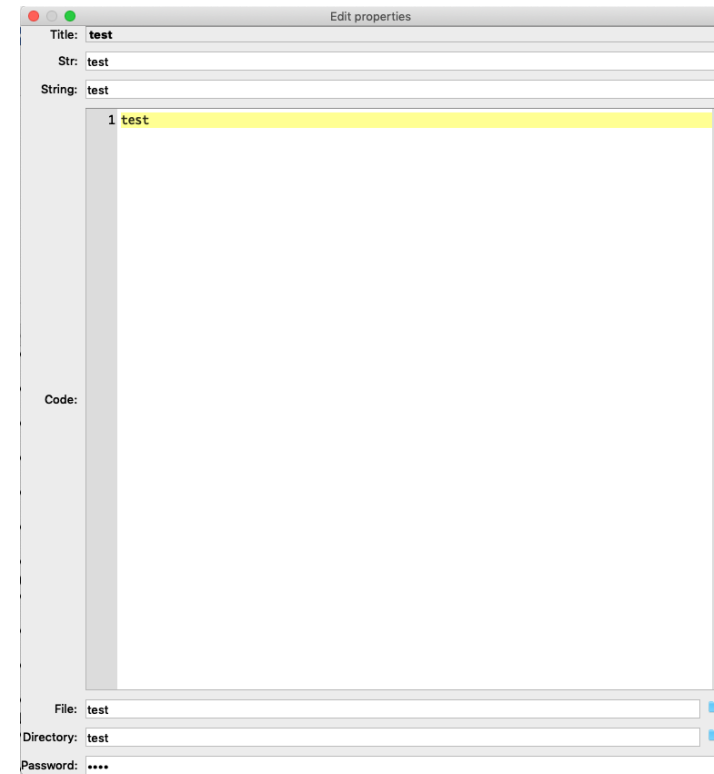 Edit properties
Title: test
Str: test
String: test
1 test
Code:
File: test
Directory: test
Password: ••••